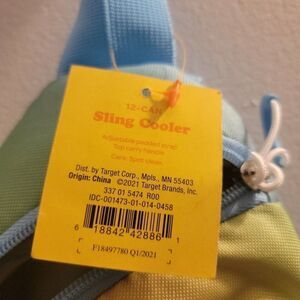 12-CAN
Sling Cooler
Adjustable padded strap
Top carry handle
Care: Spot clean
Dist. by Target Corp., Mpls., MN 55403
Origin: China ©2021 Target Brands, Inc.
337 01 5474 R00
IDC-001473-01-014-0458
6 18842 42886 1
F18497780 Q1/2021